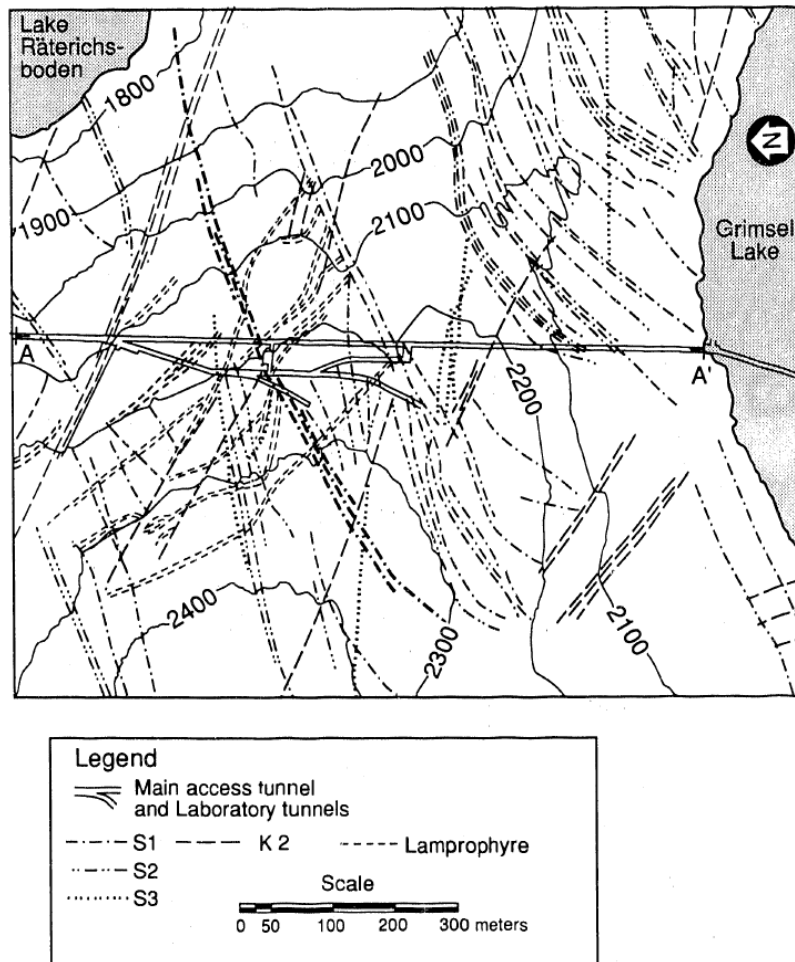 Lake
Räterichs-
boden
1800
N
2000
1900
2100
Grimsel
Lake
A
A'
2200
2400
2300
2100
Legend
Main access tunnel
and Laboratory tunnels
S1 K 2 Lamprophyre
S2
S3
Scale
0 50 100 200 300 meters